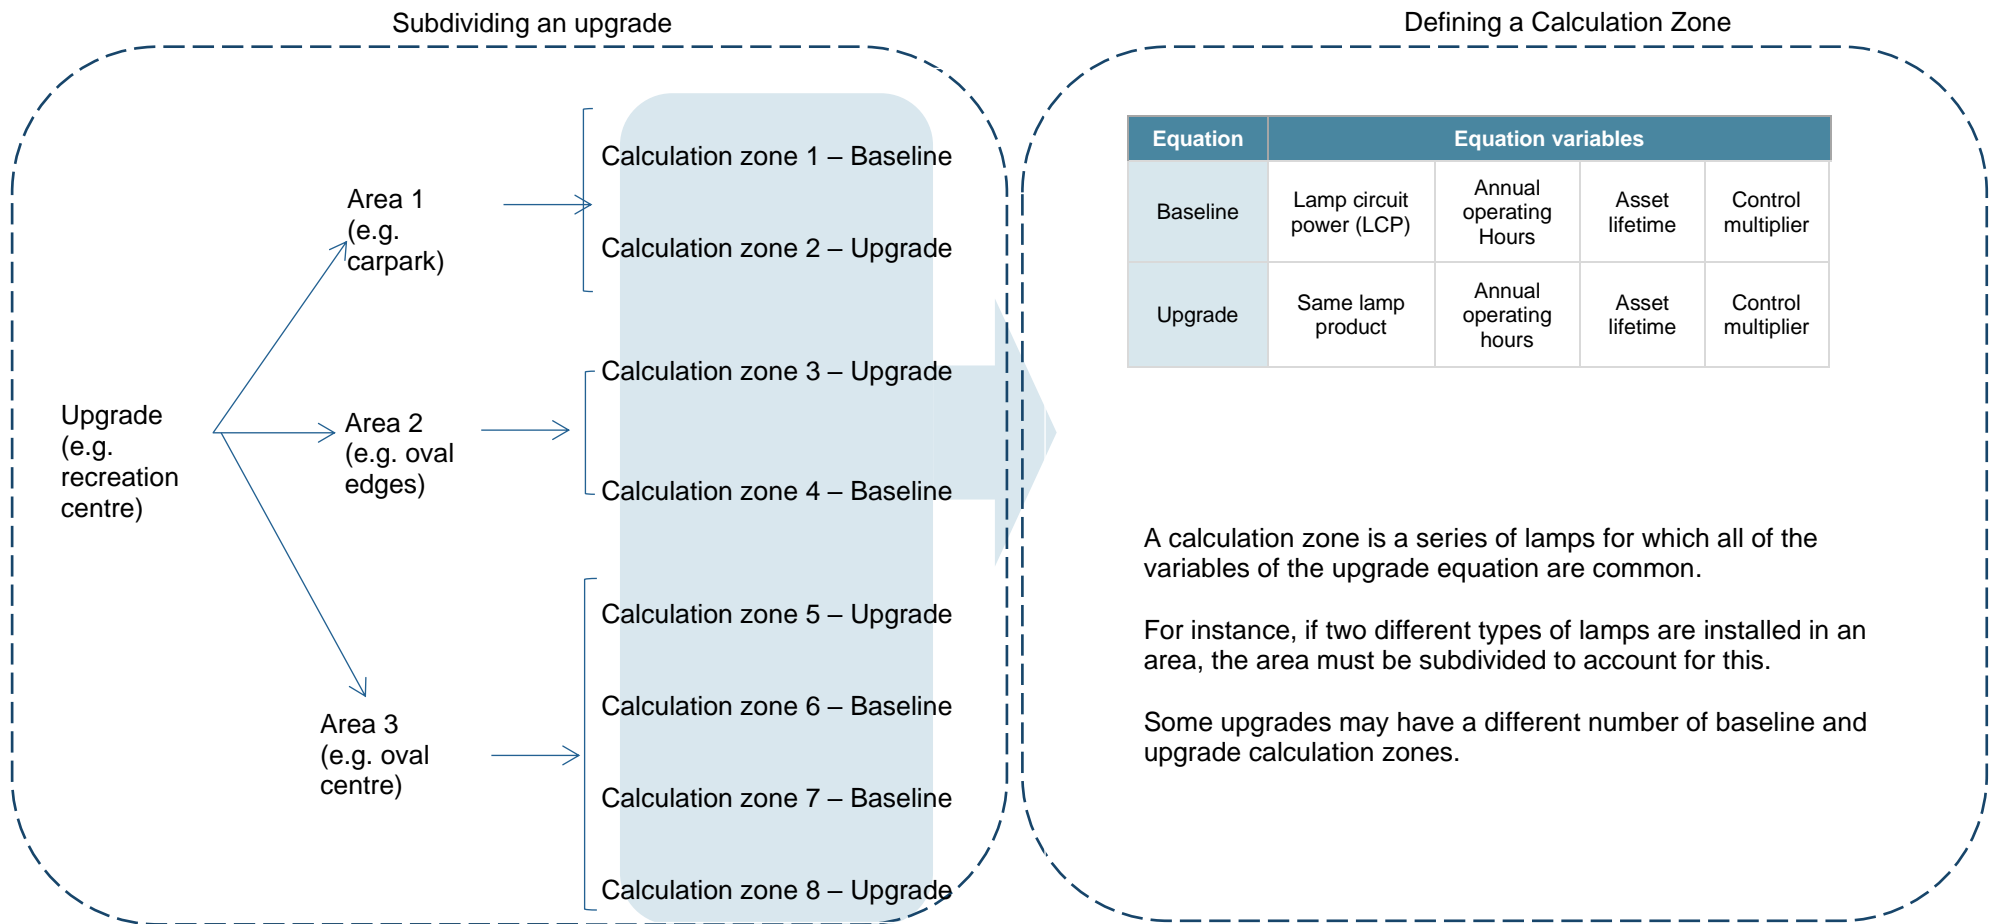 Subdividing an upgrade
Upgrade
(e.g.
recreation
centre)
Area 1
(e.g.
carpark)
Area 2
(e.g. oval
edges)
Area 3
(e.g. oval
centre)
Calculation zone 1 – Baseline
Calculation zone 2 – Upgrade
Calculation zone 3 – Upgrade
Calculation zone 4 – Baseline
Calculation zone 5 – Upgrade
Calculation zone 6 – Baseline
Calculation zone 7 – Baseline
Calculation zone 8 – Upgrade
Defining a Calculation Zone
Equation
Equation variables
Baseline
Lamp circuit
power (LCP)
Annual
operating
Hours
Asset
lifetime
Control
multiplier
Upgrade
Same lamp
product
Annual
operating
hours
Asset
lifetime
Control
multiplier
A calculation zone is a series of lamps for which all of the
variables of the upgrade equation are common.
For instance, if two different types of lamps are installed in an
area, the area must be subdivided to account for this.
Some upgrades may have a different number of baseline and
upgrade calculation zones.